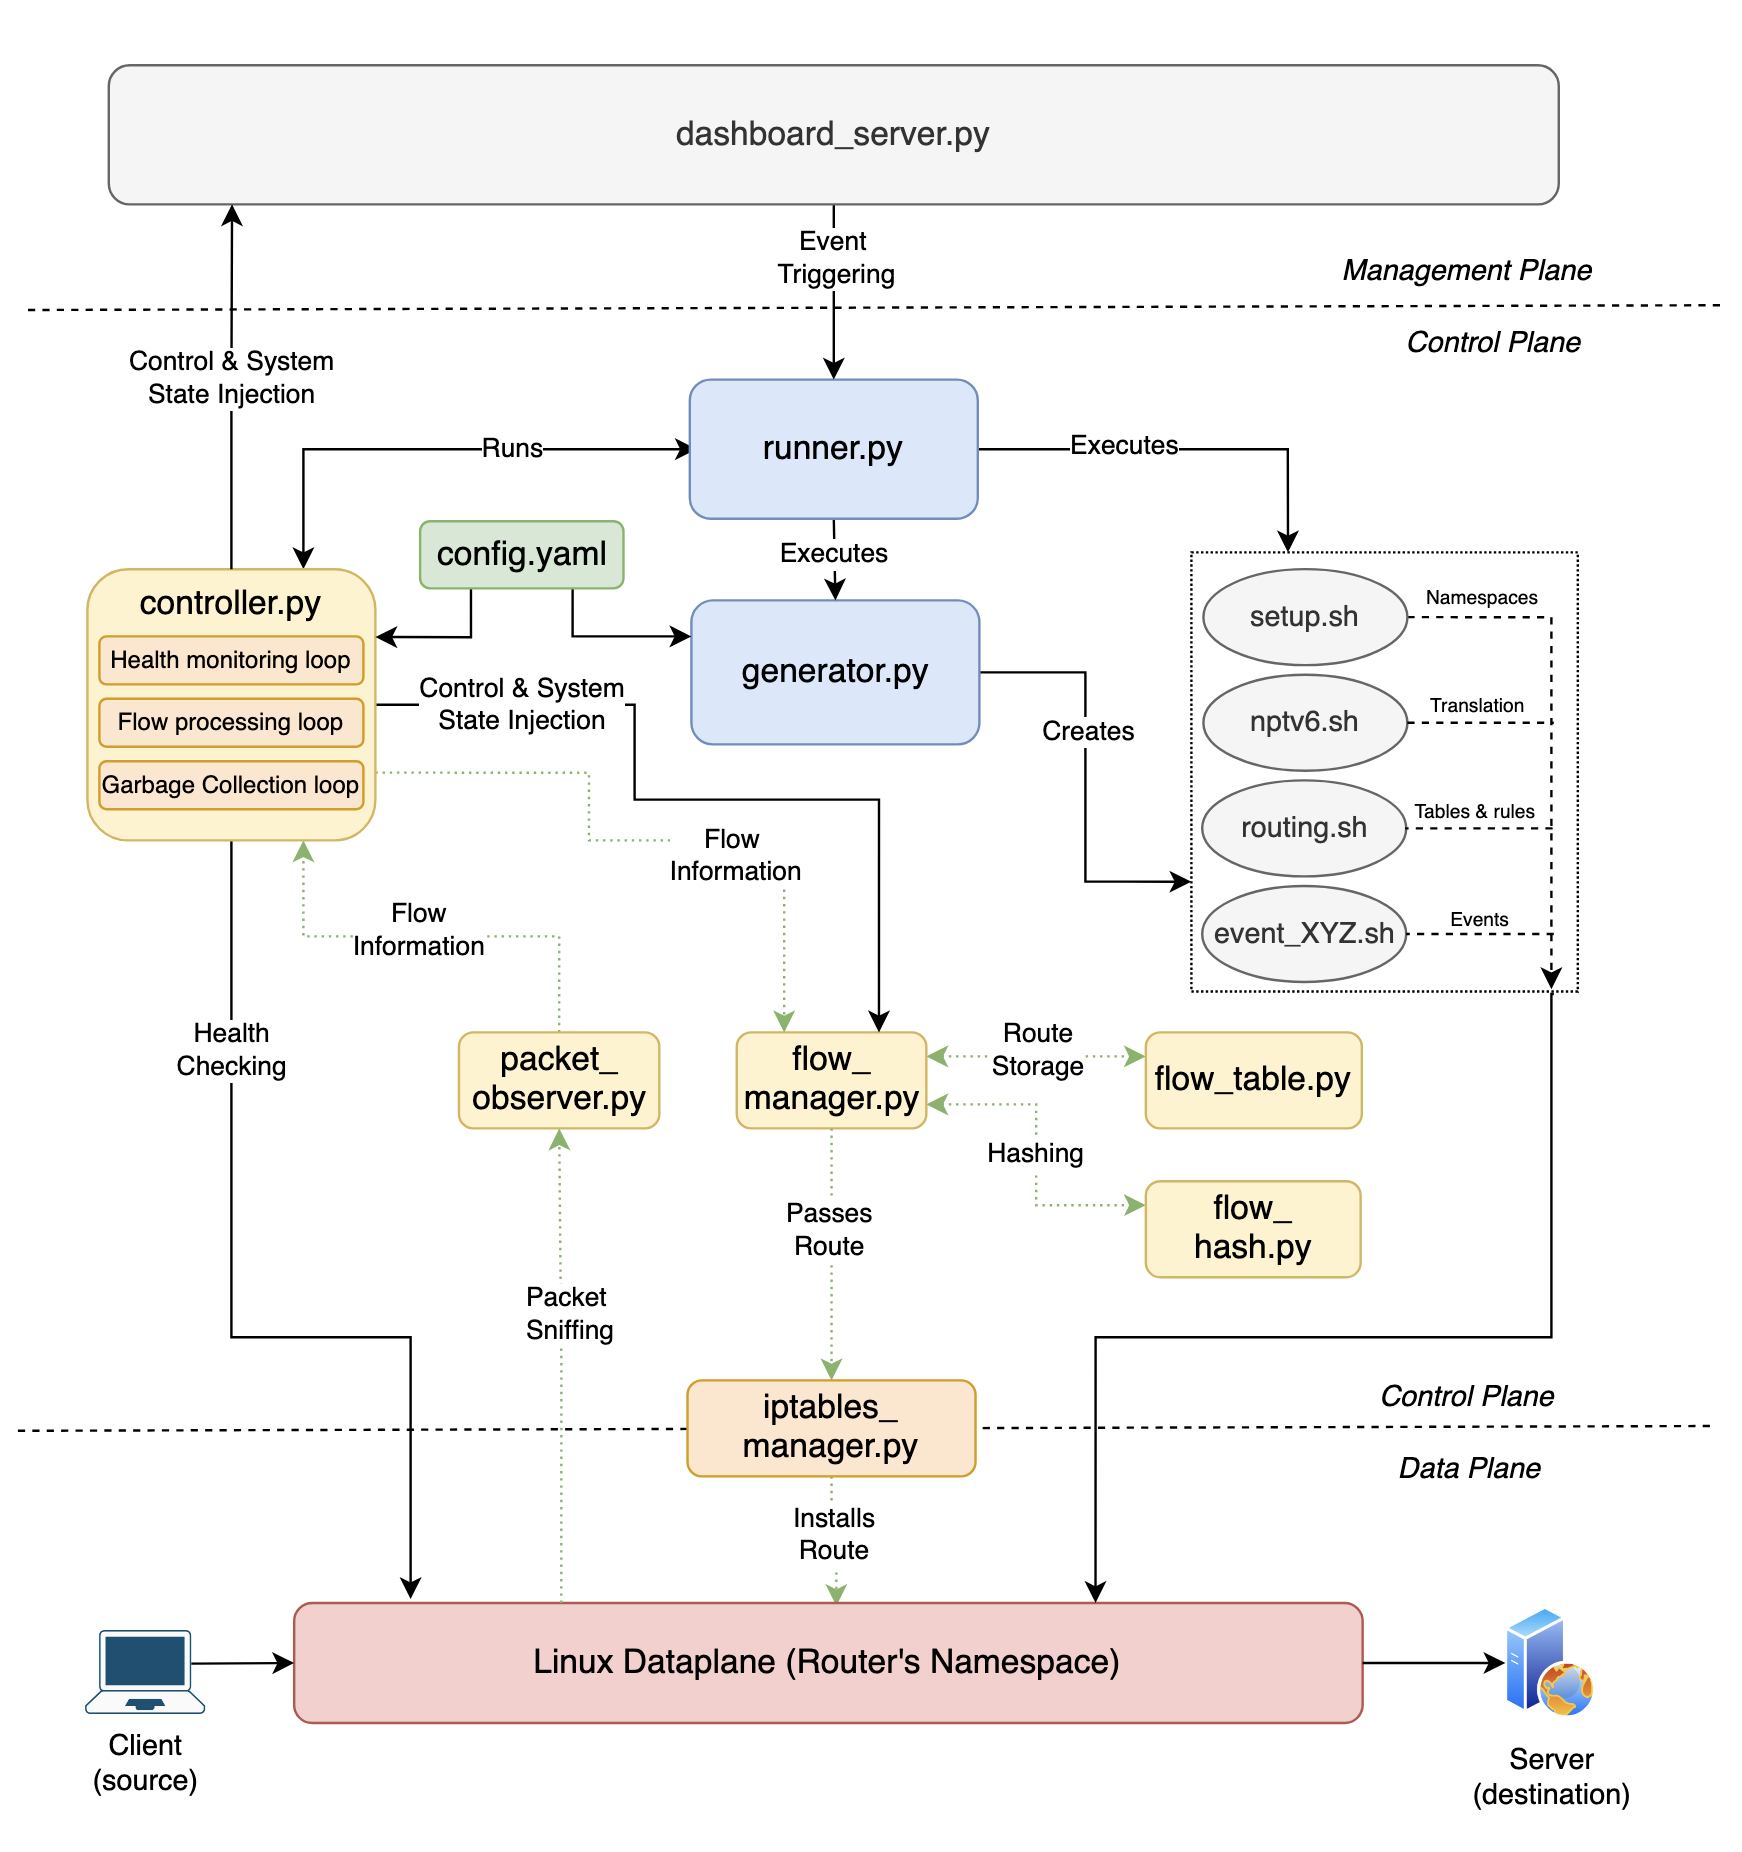 dashboard_server.py
Event
Triggering
Management Plane
Control Plane
Control & System
State Injection
Runs
runner.py
Executes
config.yaml
Executes
controller.py
Health monitoring loop
Flow processing loop
Garbage Collection loop
Control & System
State Injection
generator.py
Creates
setup.sh
Namespaces
nptv6.sh
Translation
routing.sh
Tables & rules
event_XYZ.sh
Events
Flow
Information
Flow
Information
Health
Checking
packet_
observer.py
flow_
manager.py
Route
Storage
flow_table.py
Hashing
flow_
hash.py
Passes
Route
Packet
Sniffing
iptables_
manager.py
Control Plane
Data Plane
Installs
Route
Linux Dataplane (Router's Namespace)
Client
(source)
Server
(destination)